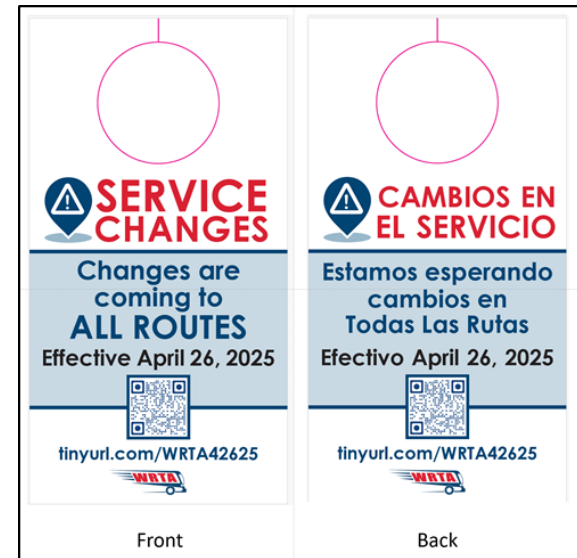 SERVICE
CHANGES
Changes are
coming to
ALL ROUTES
Effective April 26, 2025
tinyurl.com/WRTA42625
WRTA
Front
CAMBIOS EN
EL SERVICIO
Estamos esperando
cambios en
Todas Las Rutas
Efectivo April 26, 2025
tinyurl.com/WRTA42625
WRTA
Back